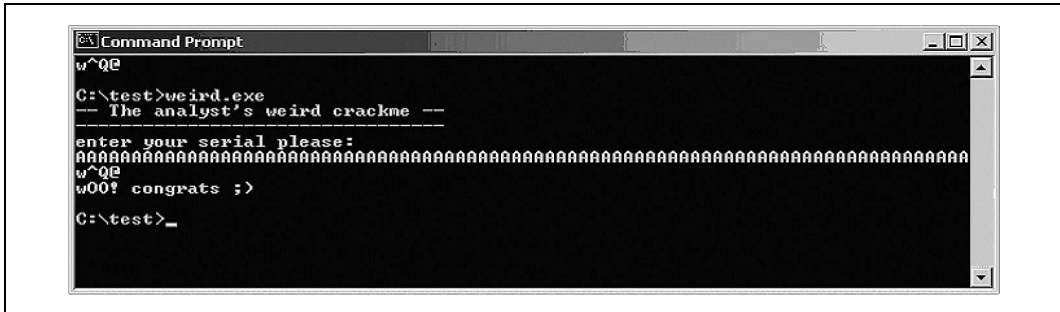 Command Prompt
w^Q@
C:\test>weird.exe
-- The analyst's weird crackme --
---------------------------------
enter your serial please:
AAAAAAAAAAAAAAAAAAAAAAAAAAAAAAAAAAAAAAAAAAAAAAAAAAAAAAAAAAAAAAAAAAAAAAAAAAAAAAAA
w^Q@
wOO! congrats ;)
C:\test>_